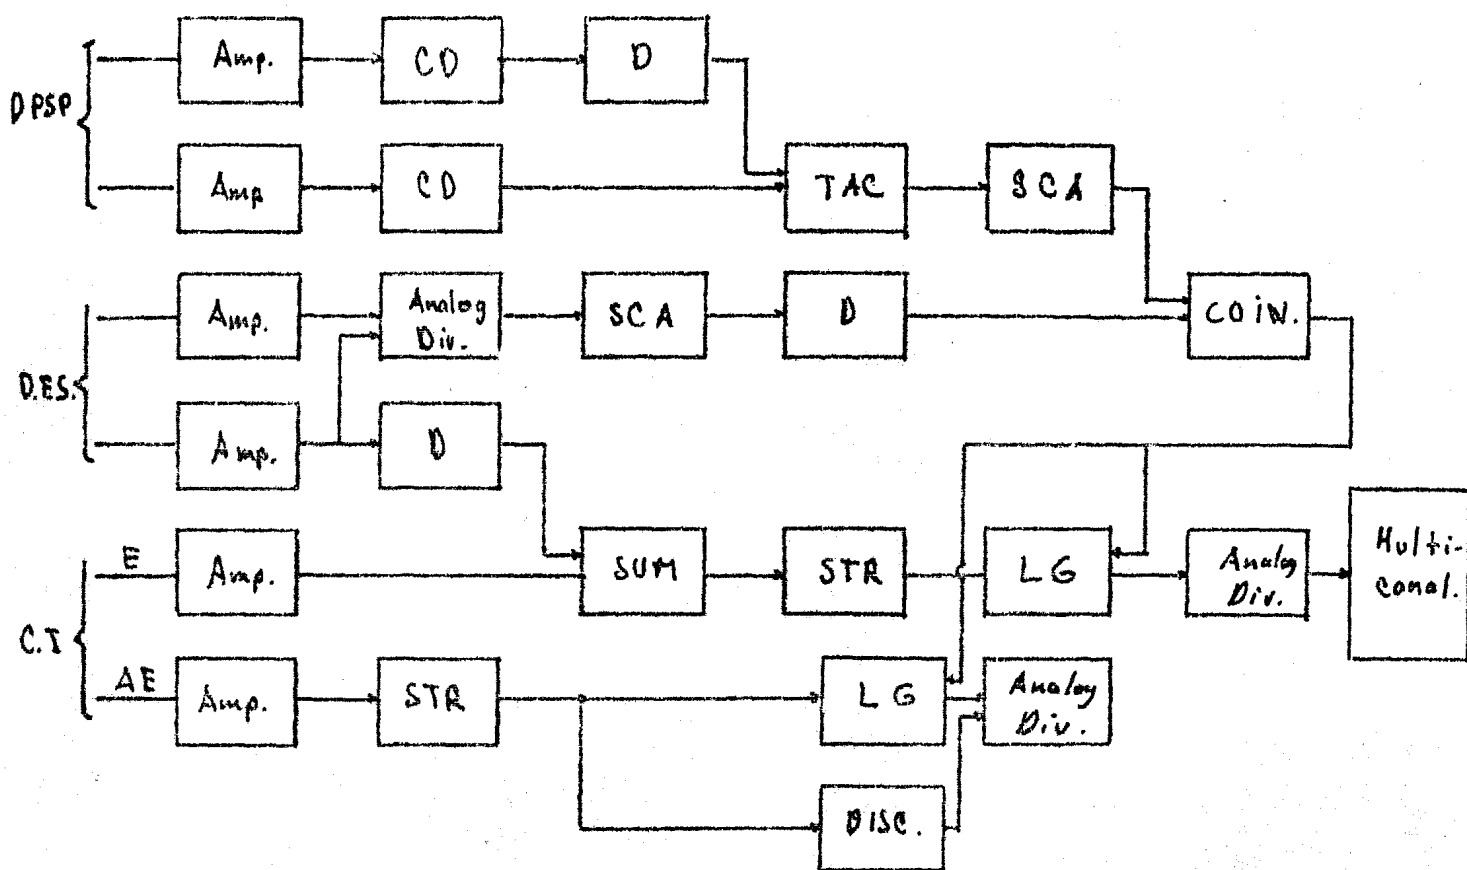 DPSP
Amp.
CD
D
Amp
CD
TAC
SCA
D.ES.
Amp.
Analog
Div.
SCA
D
COiN.
Amp.
D
C.I
E
Amp.
SUM
STR
LG
Analog
Div.
Multi-
canal.
AE
Amp.
STR
LG
Analog
Div.
DISC.